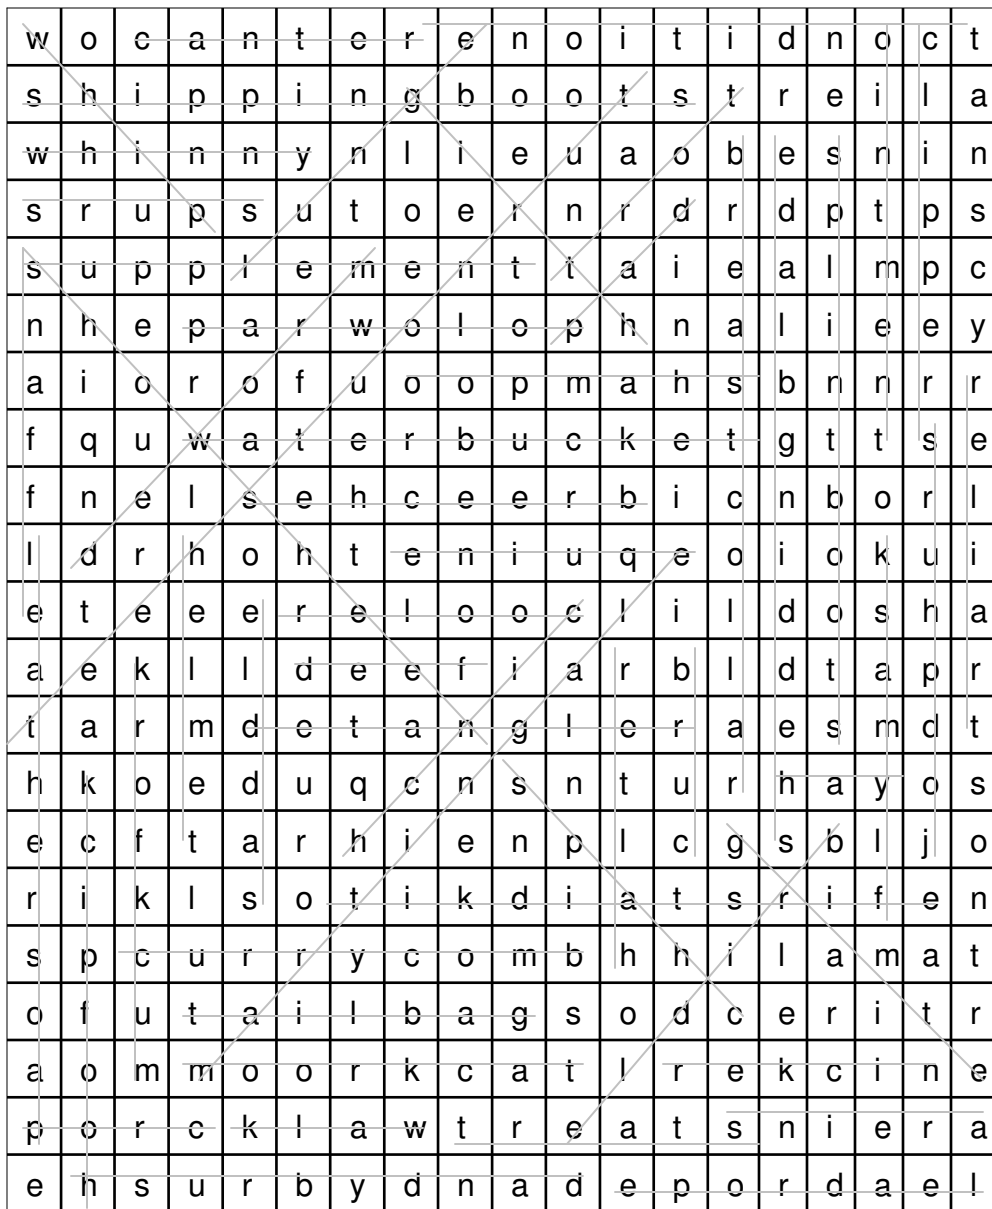 w o c a n t e r e n o i t i d n o c t
s h i p p i n g b o o t s t r e i l a
w h i n n y n l i e u a o b e s n i n
s r u p s u t o e r n r d r d p t p s
s u p p l e m e n t t a i e a l m p c
n h e p a r w o l o p h n a l i e e y
a i o r o f u o o p m a h s b n n r r
f q u w a t e r b u c k e t g t t s e
f n e l s e h c e e r b i c n b o r l
l d r h o h t e n i u q e o i o k u i
e t e e e r e l o o c l i l d o s h a
a e k l l d e e f i a r b l d t a p r
t a r m d e t a n g l e r a e s m d t
h k o e d u q c n s n t u r h a y o s
e c f t a r h i e n p l c g s b l j o
r i k l s o t i k d i a t s r i f e n
s p c u r r y c o m b h h i l a m a t
o f u t a i l b a g s o d c e r i t r
a o m m o o r k c a t l r e k c i n e
p o r c k l a w t r e a t s n i e r a
e h s u r b y d n a d e p o r d a e l